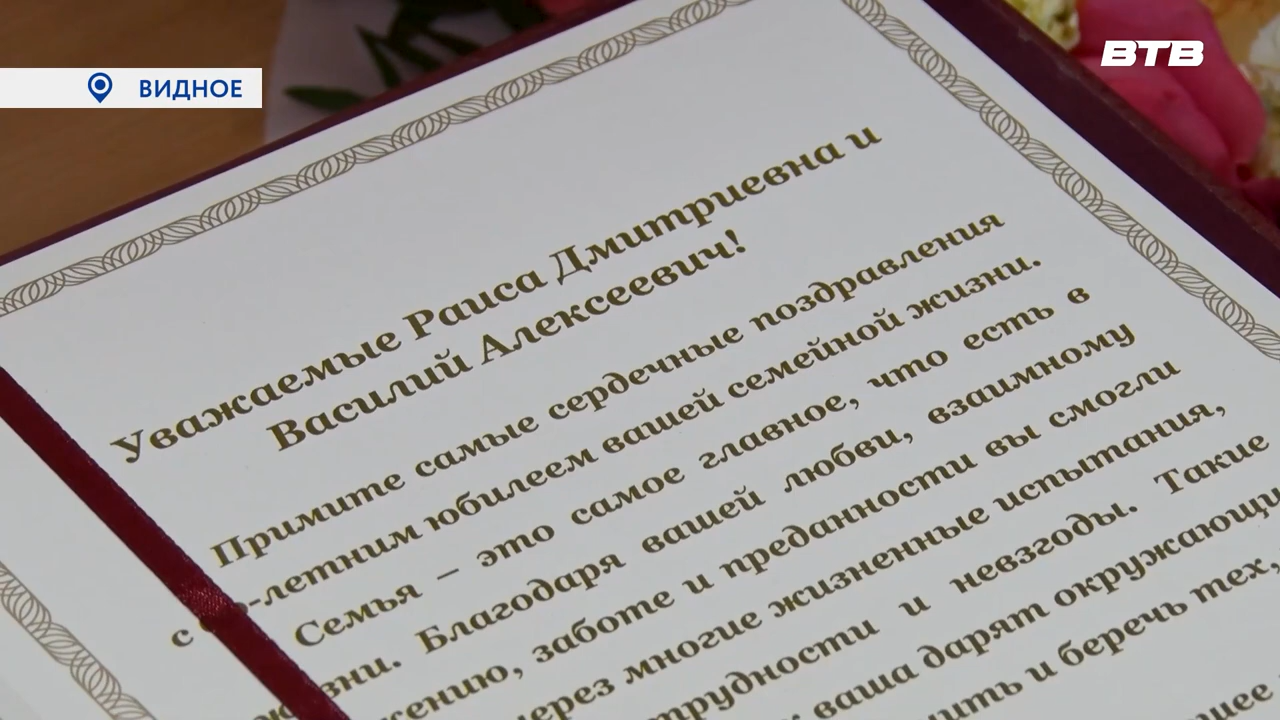 ВИДНОЕ
ВТВ
Уважаемые Раиса Дмитриевна и
Василий Алексеевич!
Примите самые сердечные поздравления
с -летним юбилеем вашей семейной жизни.
Семья – это самое главное, что есть в
Благодаря вашей любви, взаимному
заботе и преданности вы смогли
многие жизненные испытания,
трудности и невзгоды. Такие
ваша дарят
и беречь тех,